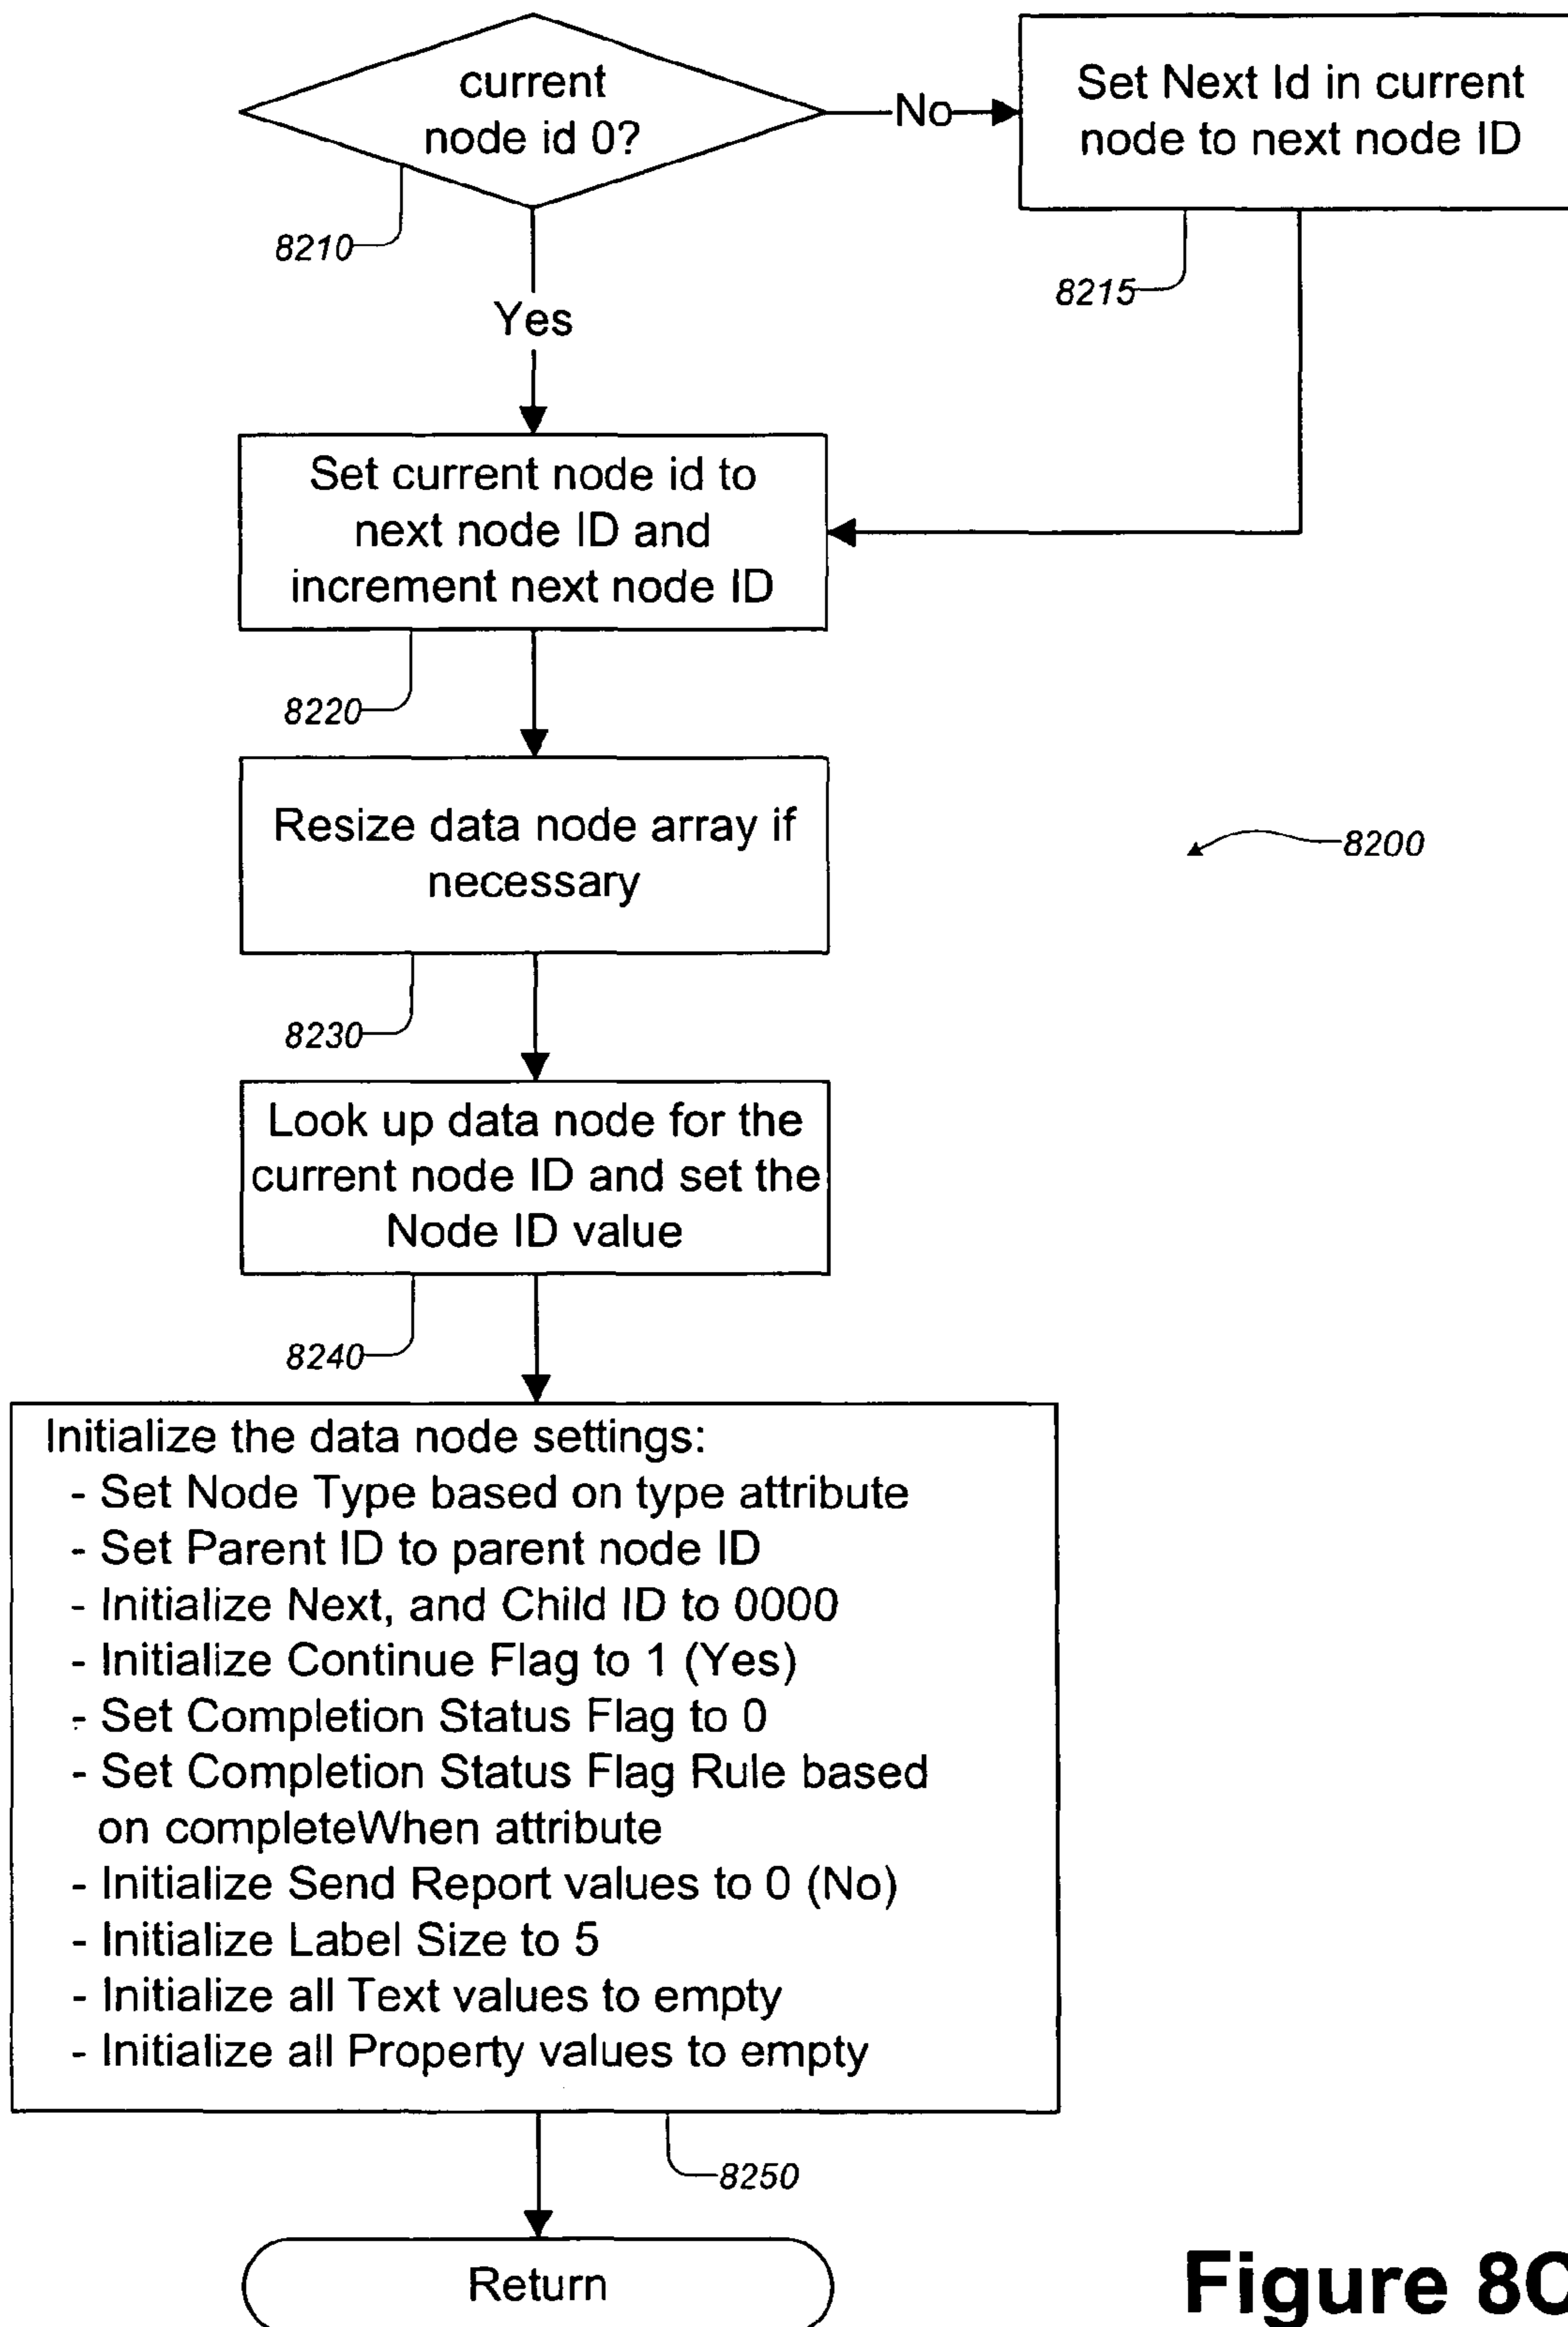 current
node id 0?
No
Set Next Id in current
node to next node ID
8210
8215
Yes
Set current node id to
next node ID and
increment next node ID
8220
Resize data node array if
necessary
8200
8230
Look up data node for the
current node ID and set the
Node ID value
8240
Initialize the data node settings:
- Set Node Type based on type attribute
- Set Parent ID to parent node ID
- Initialize Next, and Child ID to 0000
- Initialize Continue Flag to 1 (Yes)
- Set Completion Status Flag to 0
- Set Completion Status Flag Rule based
on completeWhen attribute
- Initialize Send Report values to 0 (No)
- Initialize Label Size to 5
- Initialize all Text values to empty
- Initialize all Property values to empty
8250
Return
Figure